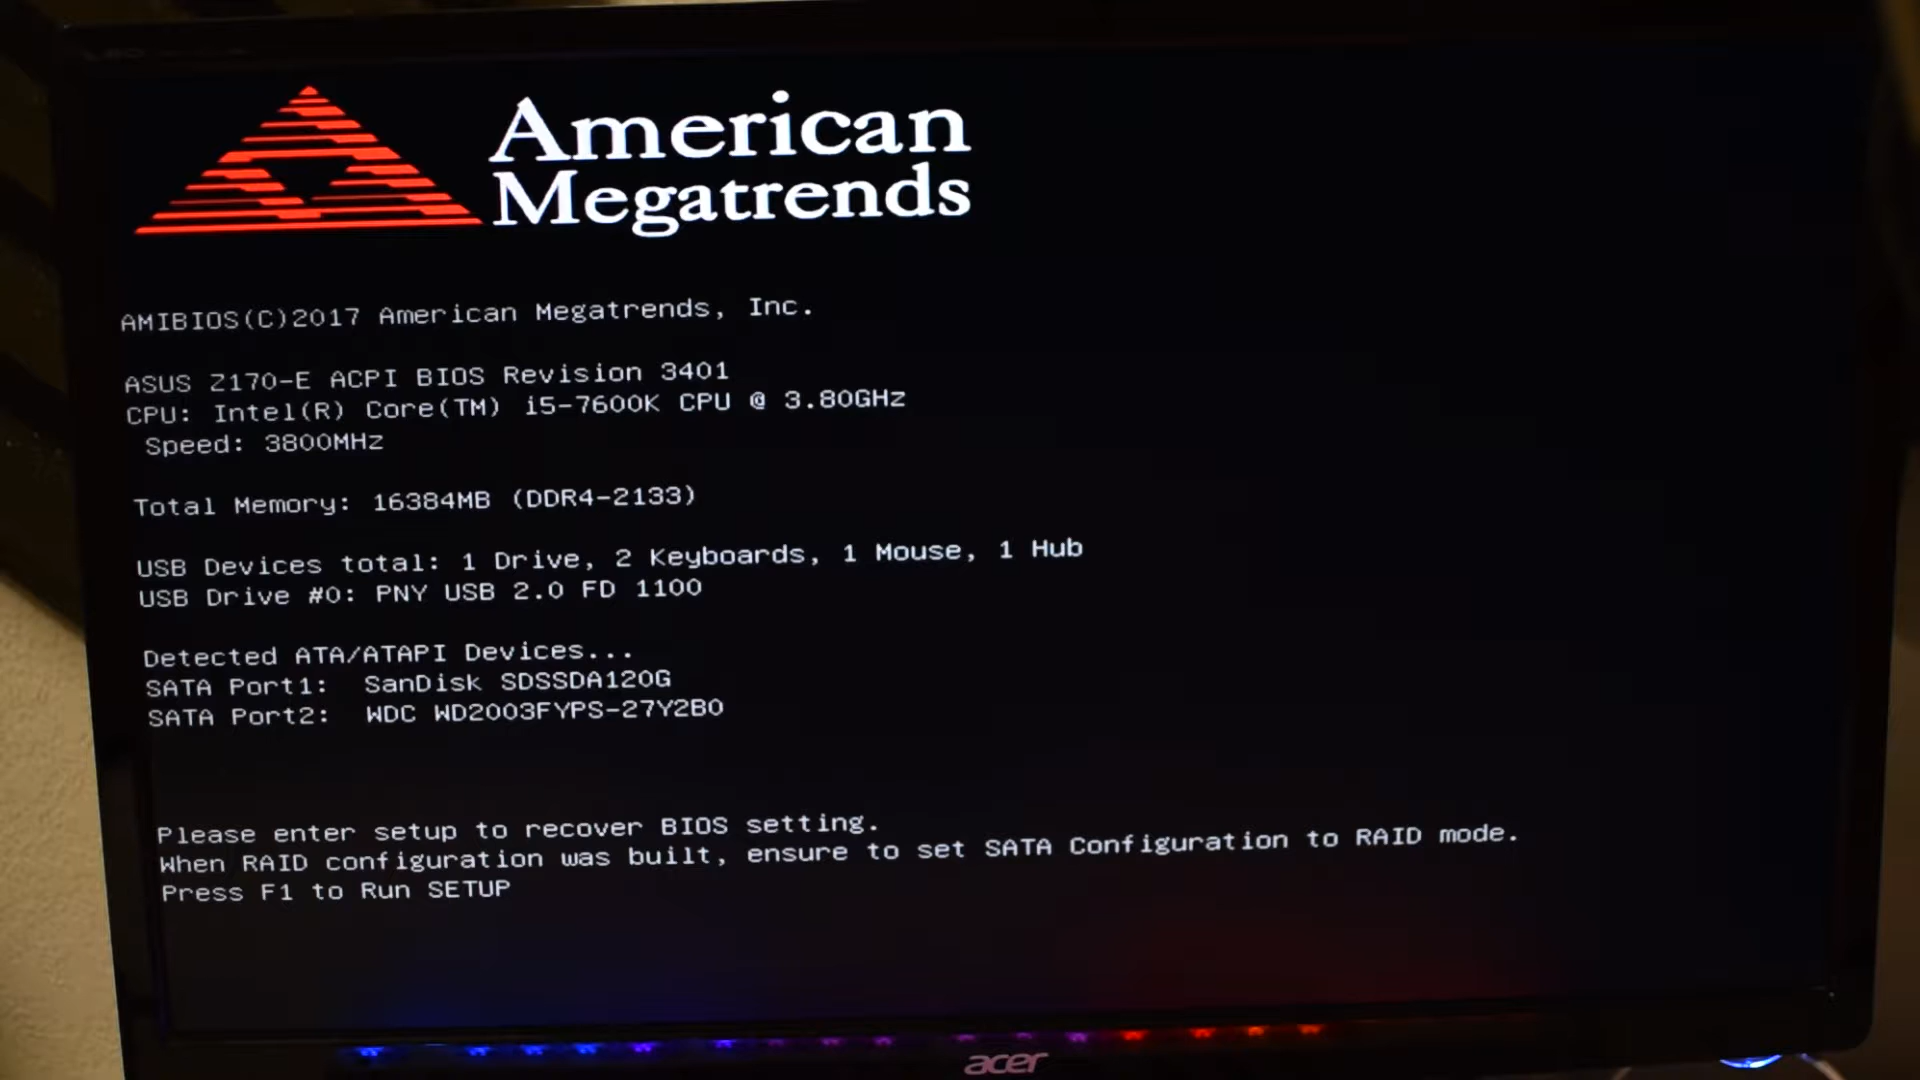 American
Megatrends
AMIBIOS(C)2017 American Megatrends, Inc.
ASUS Z170-E ACPI BIOS Revision 3401
CPU: Intel(R) Core(TM) i5-7600K CPU @ 3.80GHz
Speed: 3800MHz
Total Memory: 16384MB (DDR4-2133)
USB Devices total: 1 Drive, 2 Keyboards, 1 Mouse, 1 Hub
USB Drive #0: PNY USB 2.0 FD 1100
Detected ATA/ATAPI Devices...
SATA Port1: SanDisk SDSSDA120G
SATA Port2: WDC WD2003FYPS-27Y2B0
Please enter setup to recover BIOS setting.
When RAID configuration was built, ensure to set SATA Configuration to RAID mode.
Press F1 to Run SETUP
acer